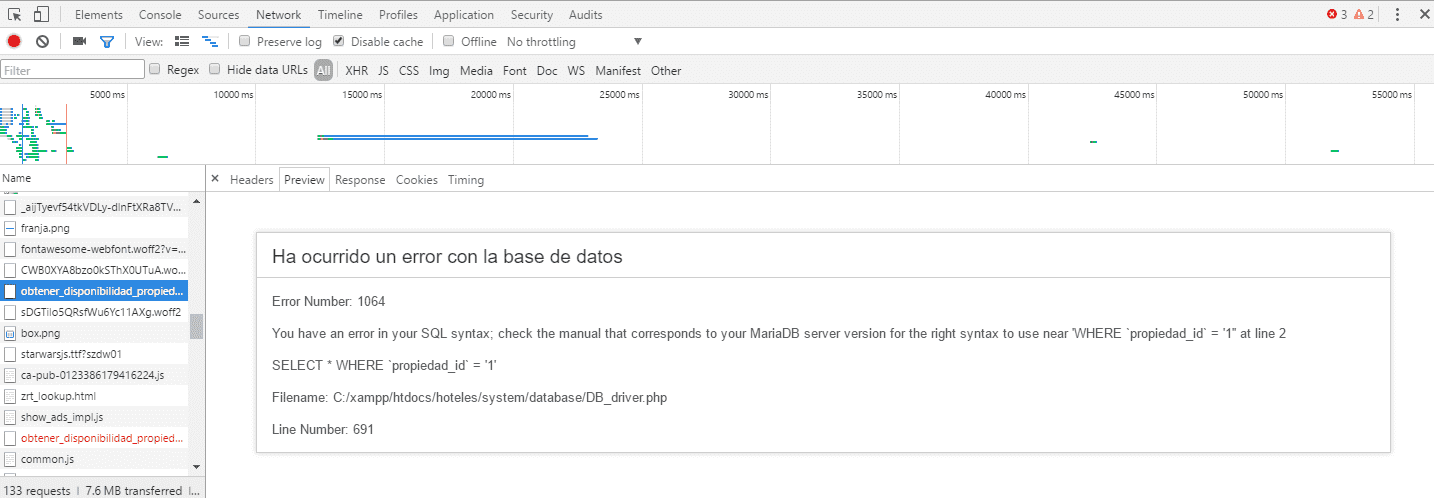 Elements Console Sources Network Timeline Profiles Application Security Audits 3 2
View: Preserve log Disable cache Offline No throttling
Filter Regex Hide data URLs All XHR JS CSS Img Media Font Doc WS Manifest Other
5000 ms 10000 ms 15000 ms 20000 ms 25000 ms 30000 ms 35000 ms 40000 ms 45000 ms 50000 ms 55000 ms
Name
Headers Preview Response Cookies Timing
_aijTyevf54tkVDLy-dlnFtXRa8TV...
franja.png
fontawesome-webfont.woff2?v=...
CWB0XYA8bzo0kSThX0UTuA.wo...
obtener_disponibilidad_propied...
sDGTilo5QRsfWu6Yc11AXg.woff2
box.png
starwarsjs.ttf?szdw01
ca-pub-0123386179416224.js
zrt_lookup.html
show_ads_impl.js
obtener_disponibilidad_propied...
common.js
133 requests | 7.6 MB transferred |...
Ha ocurrido un error con la base de datos
Error Number: 1064
You have an error in your SQL syntax; check the manual that corresponds to your MariaDB server version for the right syntax to use near 'WHERE `propiedad_id` = '1'' at line 2
SELECT * WHERE `propiedad_id` = '1'
Filename: C:/xampp/htdocs/hoteles/system/database/DB_driver.php
Line Number: 691